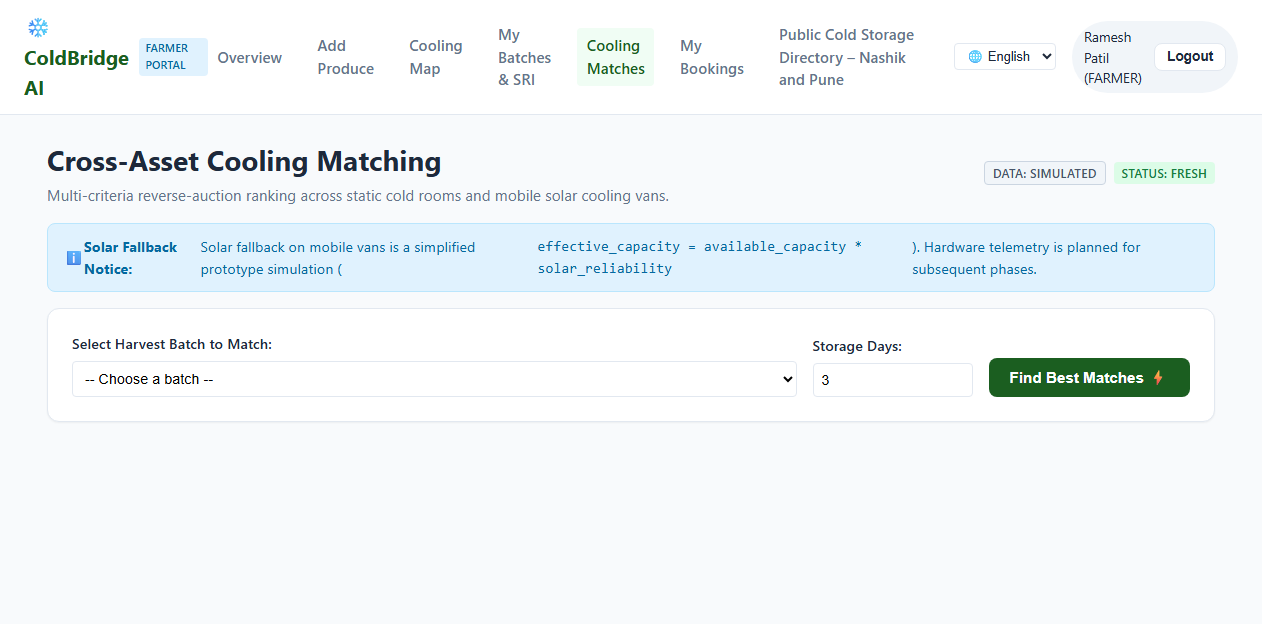 ColdBridge
AI
FARMER
PORTAL
Overview
Add
Produce
Cooling
Map
My
Batches
& SRI
Cooling
Matches
My
Bookings
Public Cold Storage
Directory – Nashik
and Pune
🌐 English
Ramesh
Patil
(FARMER)
Logout
Cross-Asset Cooling Matching
Multi-criteria reverse-auction ranking across static cold rooms and mobile solar cooling vans.
DATA: SIMULATED
STATUS: FRESH
ℹ️ Solar Fallback
Notice:
Solar fallback on mobile vans is a simplified
prototype simulation (
effective_capacity = available_capacity *
solar_reliability
). Hardware telemetry is planned for
subsequent phases.
Select Harvest Batch to Match:
-- Choose a batch --
Storage Days:
3
Find Best Matches ⚡